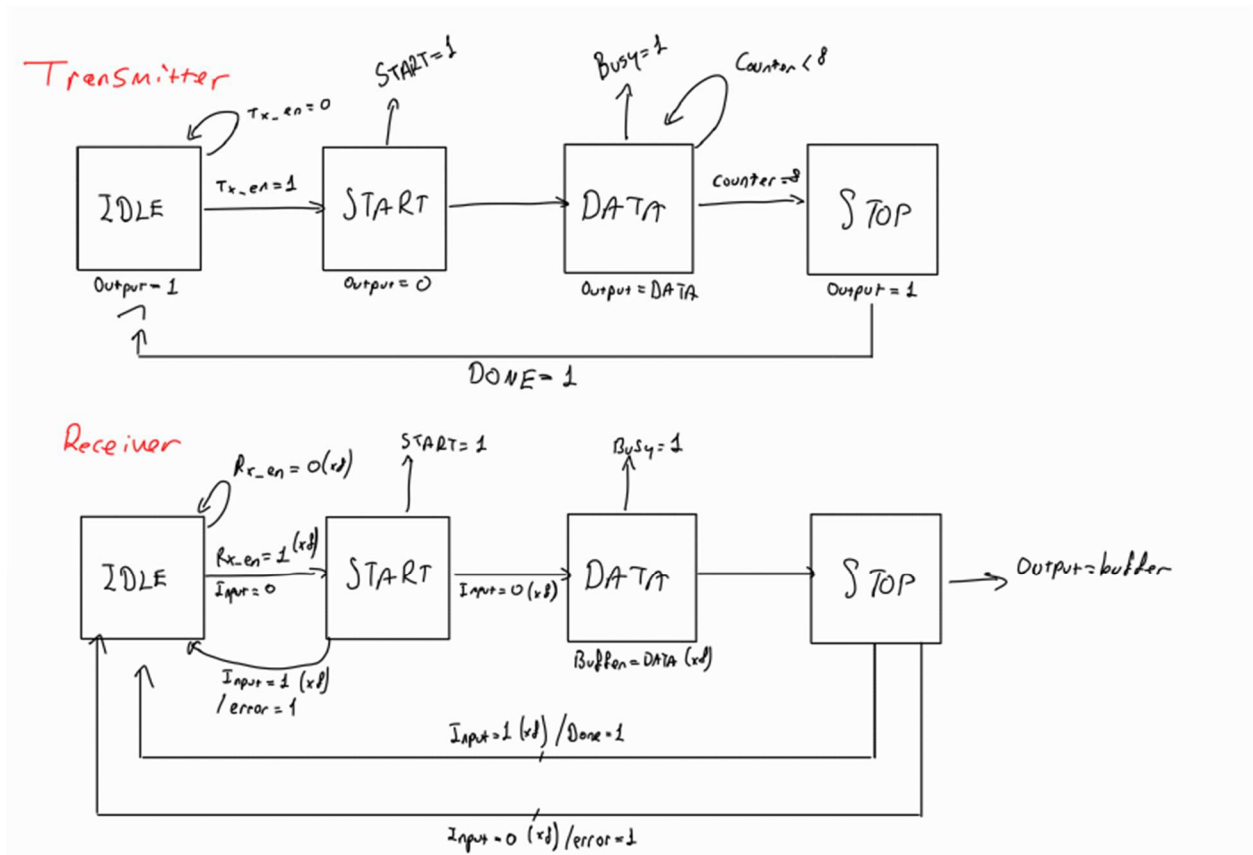 Transmitter
START=1
Busy=1
Counter<8
Tx_en=0
IDLE
Tx_en=1
START
DATA
Counter=8
STOP
Output=1
Output=0
Output=DATA
Output=1
DONE=1
Receiver
START=1
Busy=1
Rx_en=0(x8)
IDLE
Rx_en=1(x8)
Input=0
START
Input=0(x8)
DATA
STOP
Output=buffer
Buffer=DATA (x8)
Input=1 (x8)
/error=1
Input=1 (x8) /Done=1
Input=0 (x8) /error=1